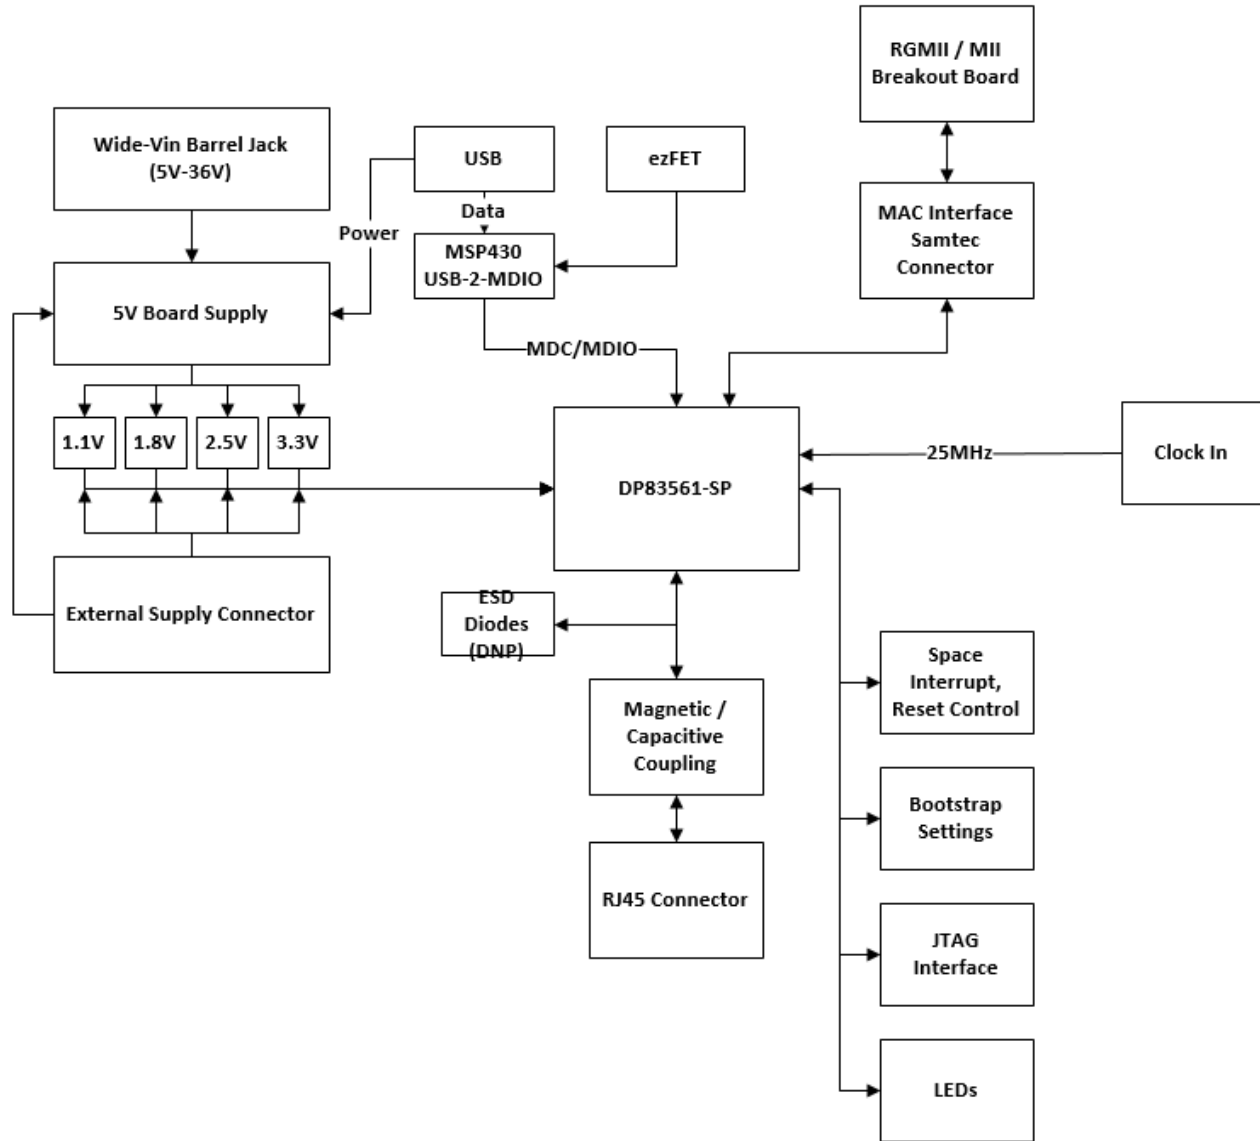 RGMII / MII
Breakout Board
Wide-Vin Barrel Jack
(5V-36V)
USB
ezFET
Data
Power
MAC Interface
Samtec
Connector
MSP430
USB-2-MDIO
5V Board Supply
MDC/MDIO
1.1V
1.8V
2.5V
3.3V
25MHz
Clock In
DP83561-SP
External Supply Connector
ESD
Diodes
(DNP)
Space
Interrupt,
Reset Control
Magnetic /
Capacitive
Coupling
Bootstrap
Settings
RJ45 Connector
JTAG
Interface
LEDs